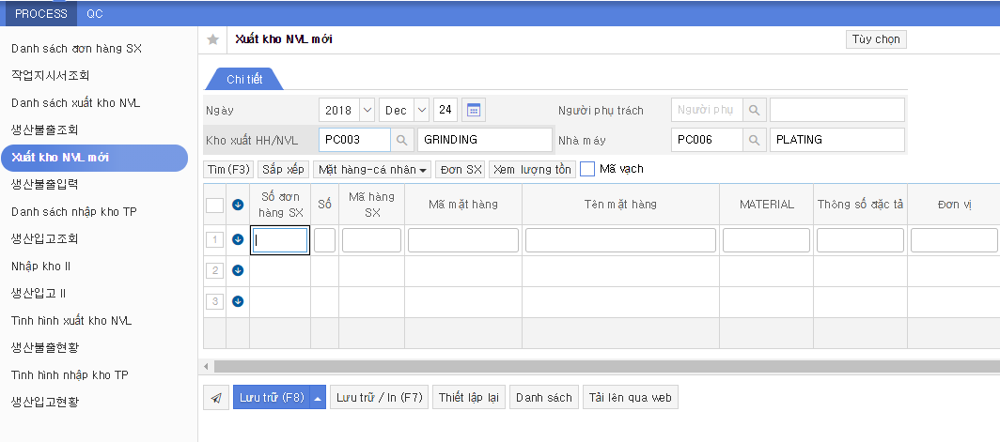 PROCESS QC
Danh sách đơn hàng SX
작업지시서조회
Danh sách xuất kho NVL
생산불출조회
Xuất kho NVL mới
생산불출입력
Danh sách nhập kho TP
생산입고조회
Nhập kho II
생산입고 II
Tình hình xuất kho NVL
생산불출현황
Tình hình nhập kho TP
생산입고현황
Xuất kho NVL mới Tùy chọn
Chi tiết
Ngày 2018 Dec 24 Người phụ trách Người phụ
Kho xuất HH/NVL PC003 GRINDING Nhà máy PC006 PLATING
Tìm (F3) Sắp xếp Mặt hàng-cá nhân Đơn SX Xem lượng tồn Mã vạch
Số đơn hàng SX Số Mã hàng SX Mã mặt hàng Tên mặt hàng MATERIAL Thông số đặc tả Đơn vị
1
2
3
Lưu trữ (F8) Lưu trữ / In (F7) Thiết lập lại Danh sách Tải lên qua web